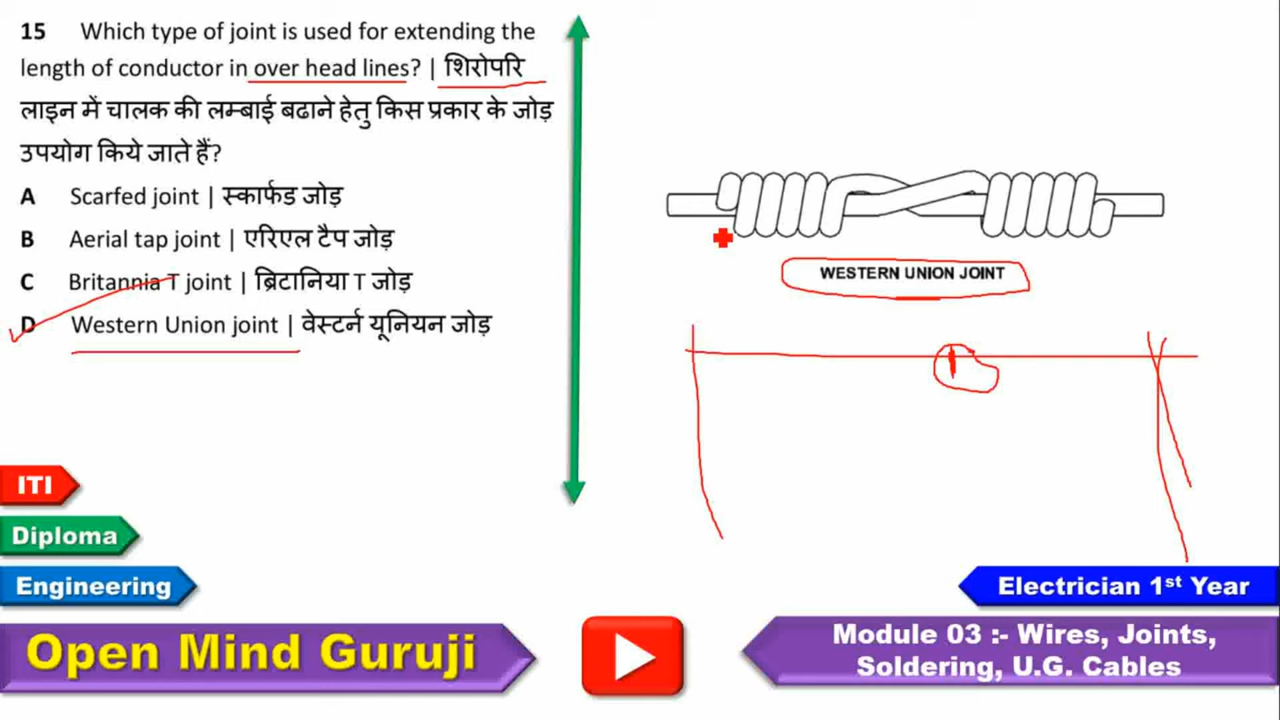 15 Which type of joint is used for extending the
length of conductor in over head lines? | शिरोपरि
लाइन में चालक की लम्बाई बढाने हेतु किस प्रकार के जोड़
उपयोग किये जाते हैं?
A Scarfed joint | स्कार्फड जोड़
B Aerial tap joint | एरिएल टैप जोड़
C Britannia T joint | ब्रिटानिया T जोड़
D Western Union joint | वेस्टर्न यूनियन जोड़
WESTERN UNION JOINT
ITI
Diploma
Engineering
Open Mind Guruji
Electrician 1st Year
Module 03 :- Wires, Joints,
Soldering, U.G. Cables